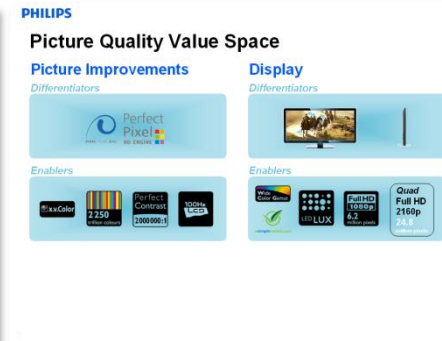 PHILIPS
Picture Quality Value Space
Picture Improvements
Differentiators
Perfect
Pixel
HD ENGINE
Enablers
x.v.Color
2250
trillion colours
Perfect
Contrast
2000000:1
100Hz
LCD
Display
Differentiators
Enablers
Wide
Color Gamut
LED LUX
Full HD
1080p
6.2
million pixels
Quad
Full HD
2160p
24.8
million pixels